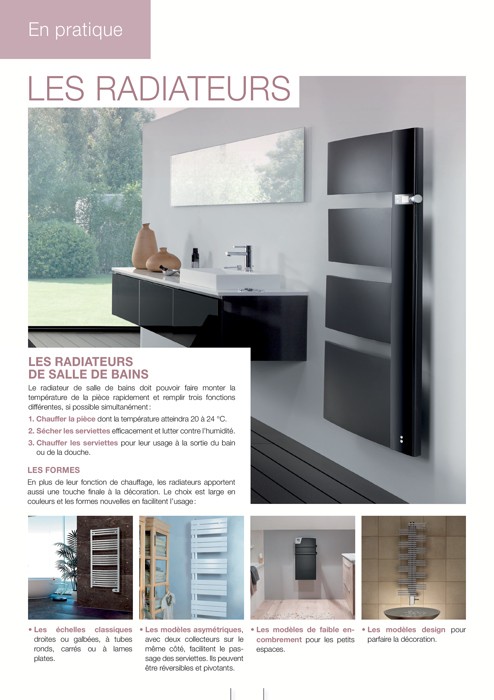 En pratique
LES RADIATEURS
LES RADIATEURS
DE SALLE DE BAINS
Le radiateur de salle de bains doit pouvoir faire monter la
température de la pièce rapidement et remplir trois fonctions
différentes, si possible simultanément :
1. Chauffer la pièce dont la température atteindra 20 à 24 °C.
2. Sécher les serviettes efficacement et lutter contre l'humidité.
3. Chauffer les serviettes pour leur usage à la sortie du bain
ou de la douche.
LES FORMES
En plus de leur fonction de chauffage, les radiateurs apportent
aussi une touche finale à la décoration. Le choix est large en
couleurs et les formes nouvelles en facilitent l'usage :
• Les échelles classiques
droites ou galbées, à tubes
ronds, carrés ou à lames
plates.
• Les modèles asymétriques,
avec deux collecteurs sur le
même côté, facilitent le pas-
sage des serviettes. Ils peuvent
être réversibles et pivotants.
• Les modèles de faible en-
combrement pour les petits
espaces.
• Les modèles design pour
parfaire la décoration.